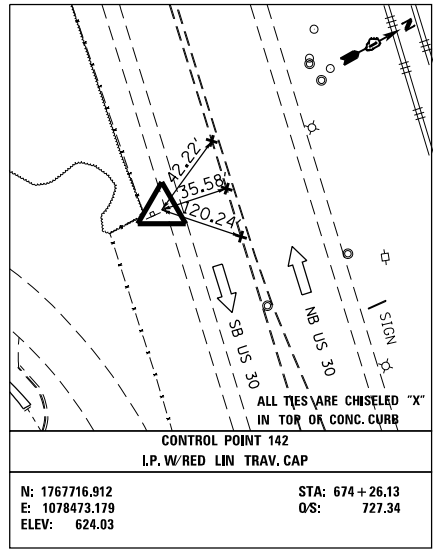 N
42.22'
35.58'
20.24'
SB US 30
NB US 30
SIGN
ALL TIES ARE CHISELED "X"
IN TOP OF CONC. CURB
CONTROL POINT 142
I.P. W/RED LIN TRAV. CAP
N: 1767716.912
E: 1078473.179
ELEV: 624.03
STA: 674+26.13
O/S: 727.34